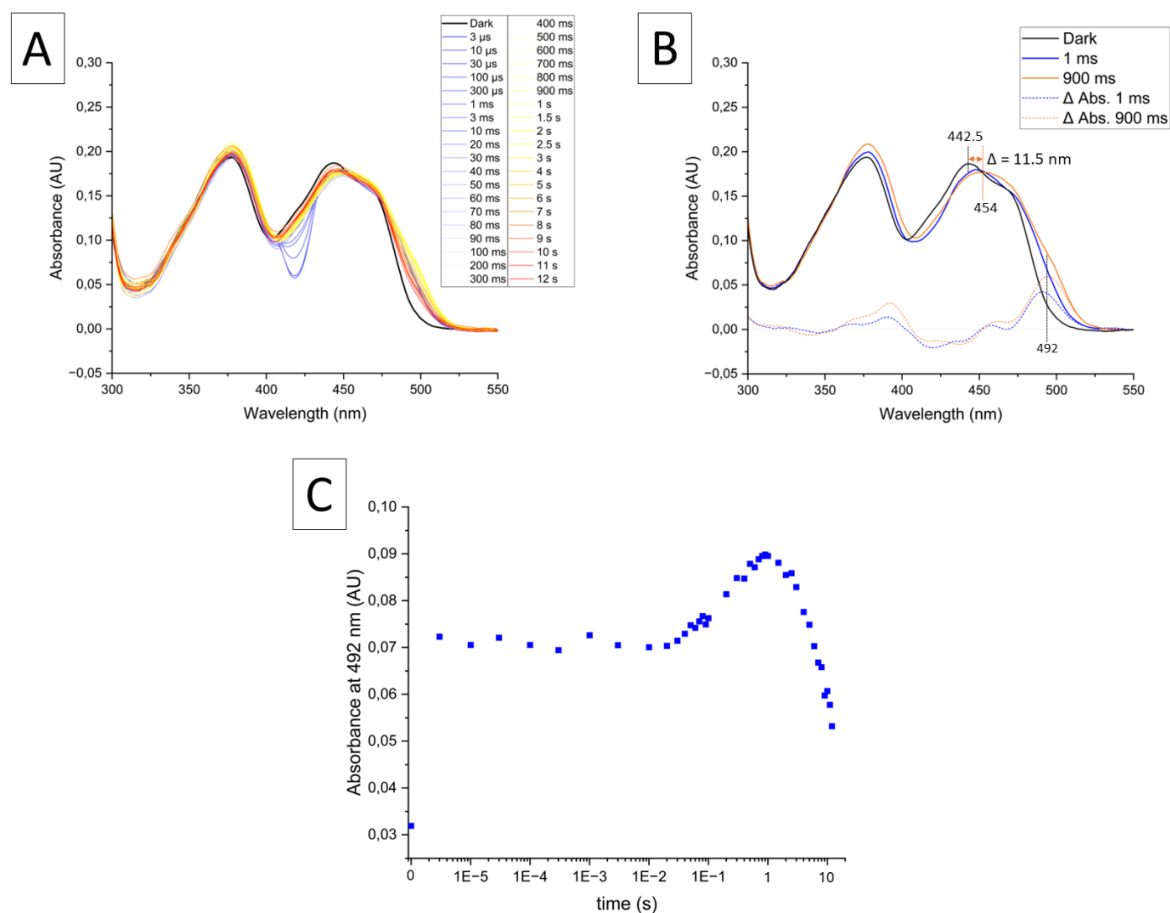 A
Dark
3 µs
10 µs
30 µs
100 µs
300 µs
1 ms
3 ms
10 ms
20 ms
30 ms
40 ms
50 ms
60 ms
70 ms
80 ms
90 ms
100 ms
200 ms
300 ms
400 ms
500 ms
600 ms
700 ms
800 ms
900 ms
1 s
1.5 s
2 s
2.5 s
3 s
4 s
5 s
6 s
7 s
8 s
9 s
10 s
11 s
12 s
0,30
0,25
0,20
0,15
0,10
0,05
0,00
−0,05
Absorbance (AU)
300 350 400 450 500 550
Wavelength (nm)
B
Dark
1 ms
900 ms
Δ Abs. 1 ms
Δ Abs. 900 ms
442.5
Δ = 11.5 nm
454
492
0,30
0,25
0,20
0,15
0,10
0,05
0,00
−0,05
Absorbance (AU)
300 350 400 450 500 550
Wavelength (nm)
C
0,10
0,09
0,08
0,07
0,06
0,05
0,04
0,03
Absorbance at 492 nm (AU)
0 1E-5 1E-4 1E-3 1E-2 1E-1 1 10
time (s)